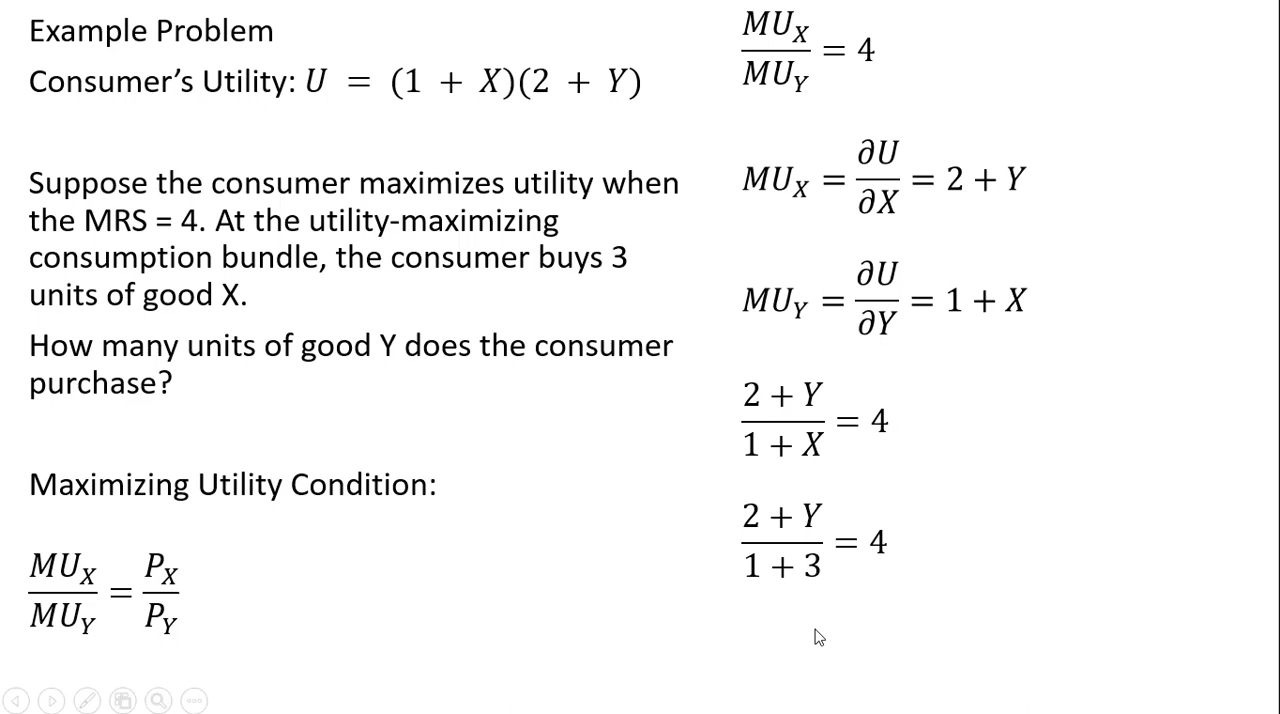 Example Problem
Consumer’s Utility: U = (1 + X)(2 + Y)
Suppose the consumer maximizes utility when
the MRS = 4. At the utility-maximizing
consumption bundle, the consumer buys 3
units of good X.
How many units of good Y does the consumer
purchase?
Maximizing Utility Condition:
MU_X / MU_Y = P_X / P_Y
MU_X / MU_Y = 4
MU_X = ∂U / ∂X = 2 + Y
MU_Y = ∂U / ∂Y = 1 + X
(2 + Y) / (1 + X) = 4
(2 + Y) / (1 + 3) = 4